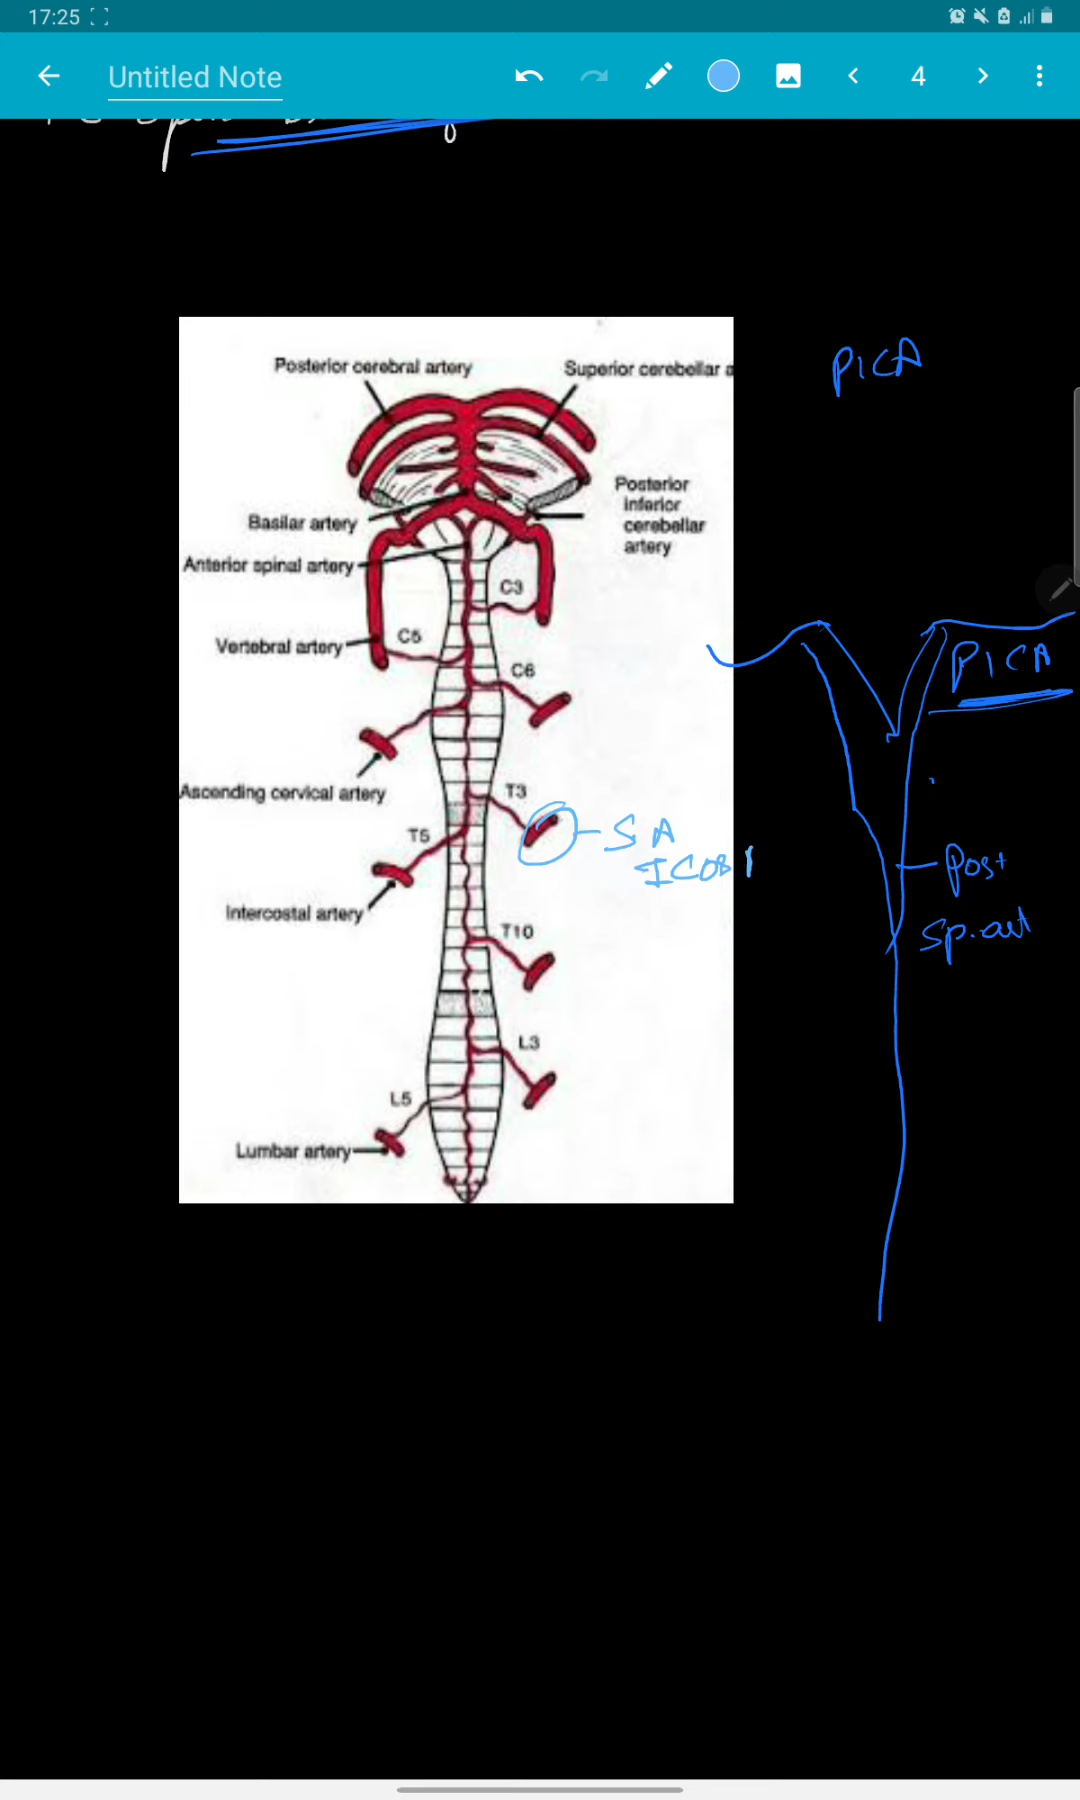 17:25
Untitled Note
4
PICA
Posterior cerebral artery
Superior cerebellar a
Posterior
inferior
cerebellar
artery
Basilar artery
Anterior spinal artery
C3
Vertebral artery
C5
C6
PICA
Ascending cervical artery
T3
T5
S A
Post
sp.art
Intercostal artery
T10
L3
L5
Lumbar artery